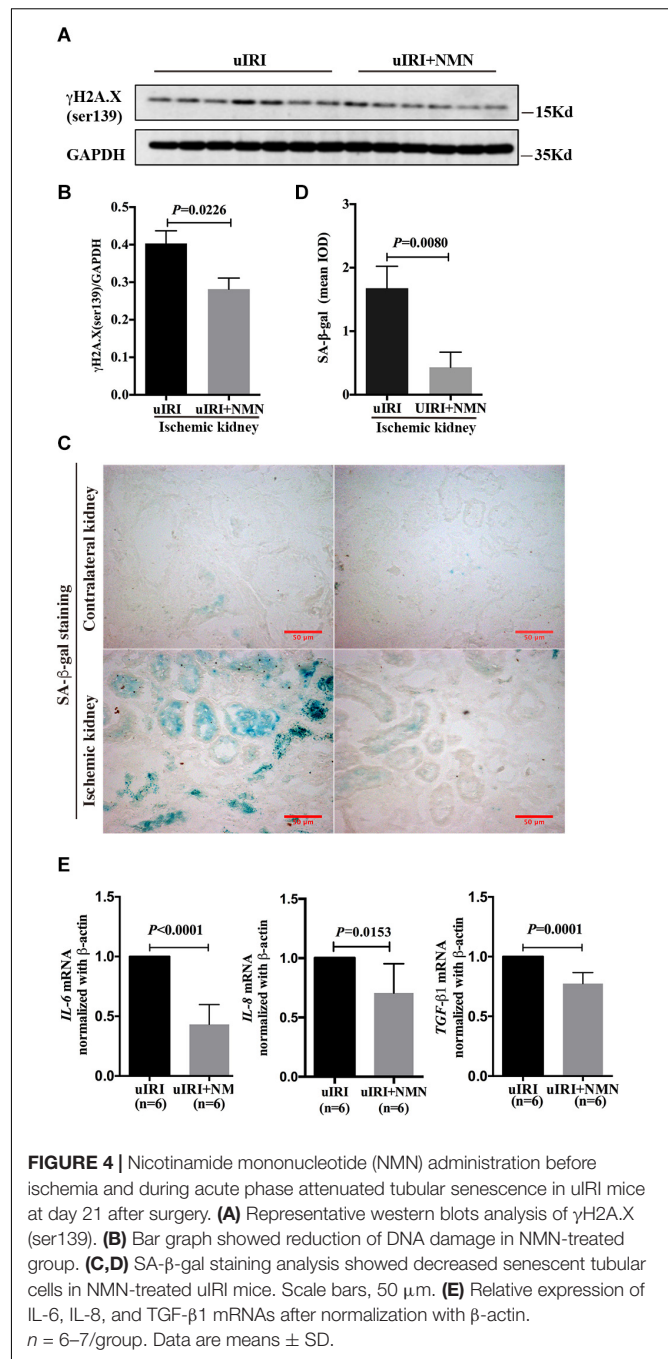 A
uIRI uIRI+NMN
γH2A.X
(ser139)
—15Kd
GAPDH
—35Kd
B
P=0.0226
γH2A.X(ser139)/GAPDH
0.5
0.4
0.3
0.2
0.1
0.0
uIRI uIRI+NMN
Ischemic kidney
D
P=0.0080
SA-β-gal (mean IOD)
3
2
1
0
uIRI UIRI+NMN
Ischemic kidney
C
SA-β-gal staining
Contralateral kidney
50 μm
50 μm
Ischemic kidney
50 μm
50 μm
E
P<0.0001
IL-6 mRNA
normalized with β-actin
1.5
1.0
0.5
0.0
uIRI uIRI+NM
(n=6) (n=6)
P=0.0153
IL-8 mRNA
normalized with β-actin
1.5
1.0
0.5
0.0
uIRI uIRI+NMN
(n=6) (n=6)
P=0.0001
TGF-β1 mRNA
normalized with β-actin
1.5
1.0
0.5
0.0
uIRI uIRI+NMN
(n=6) (n=6)
FIGURE 4 | Nicotinamide mononucleotide (NMN) administration before
ischemia and during acute phase attenuated tubular senescence in uIRI mice
at day 21 after surgery. (A) Representative western blots analysis of γH2A.X
(ser139). (B) Bar graph showed reduction of DNA damage in NMN-treated
group. (C,D) SA-β-gal staining analysis showed decreased senescent tubular
cells in NMN-treated uIRI mice. Scale bars, 50 μm. (E) Relative expression of
IL-6, IL-8, and TGF-β1 mRNAs after normalization with β-actin.
n = 6–7/group. Data are means ± SD.